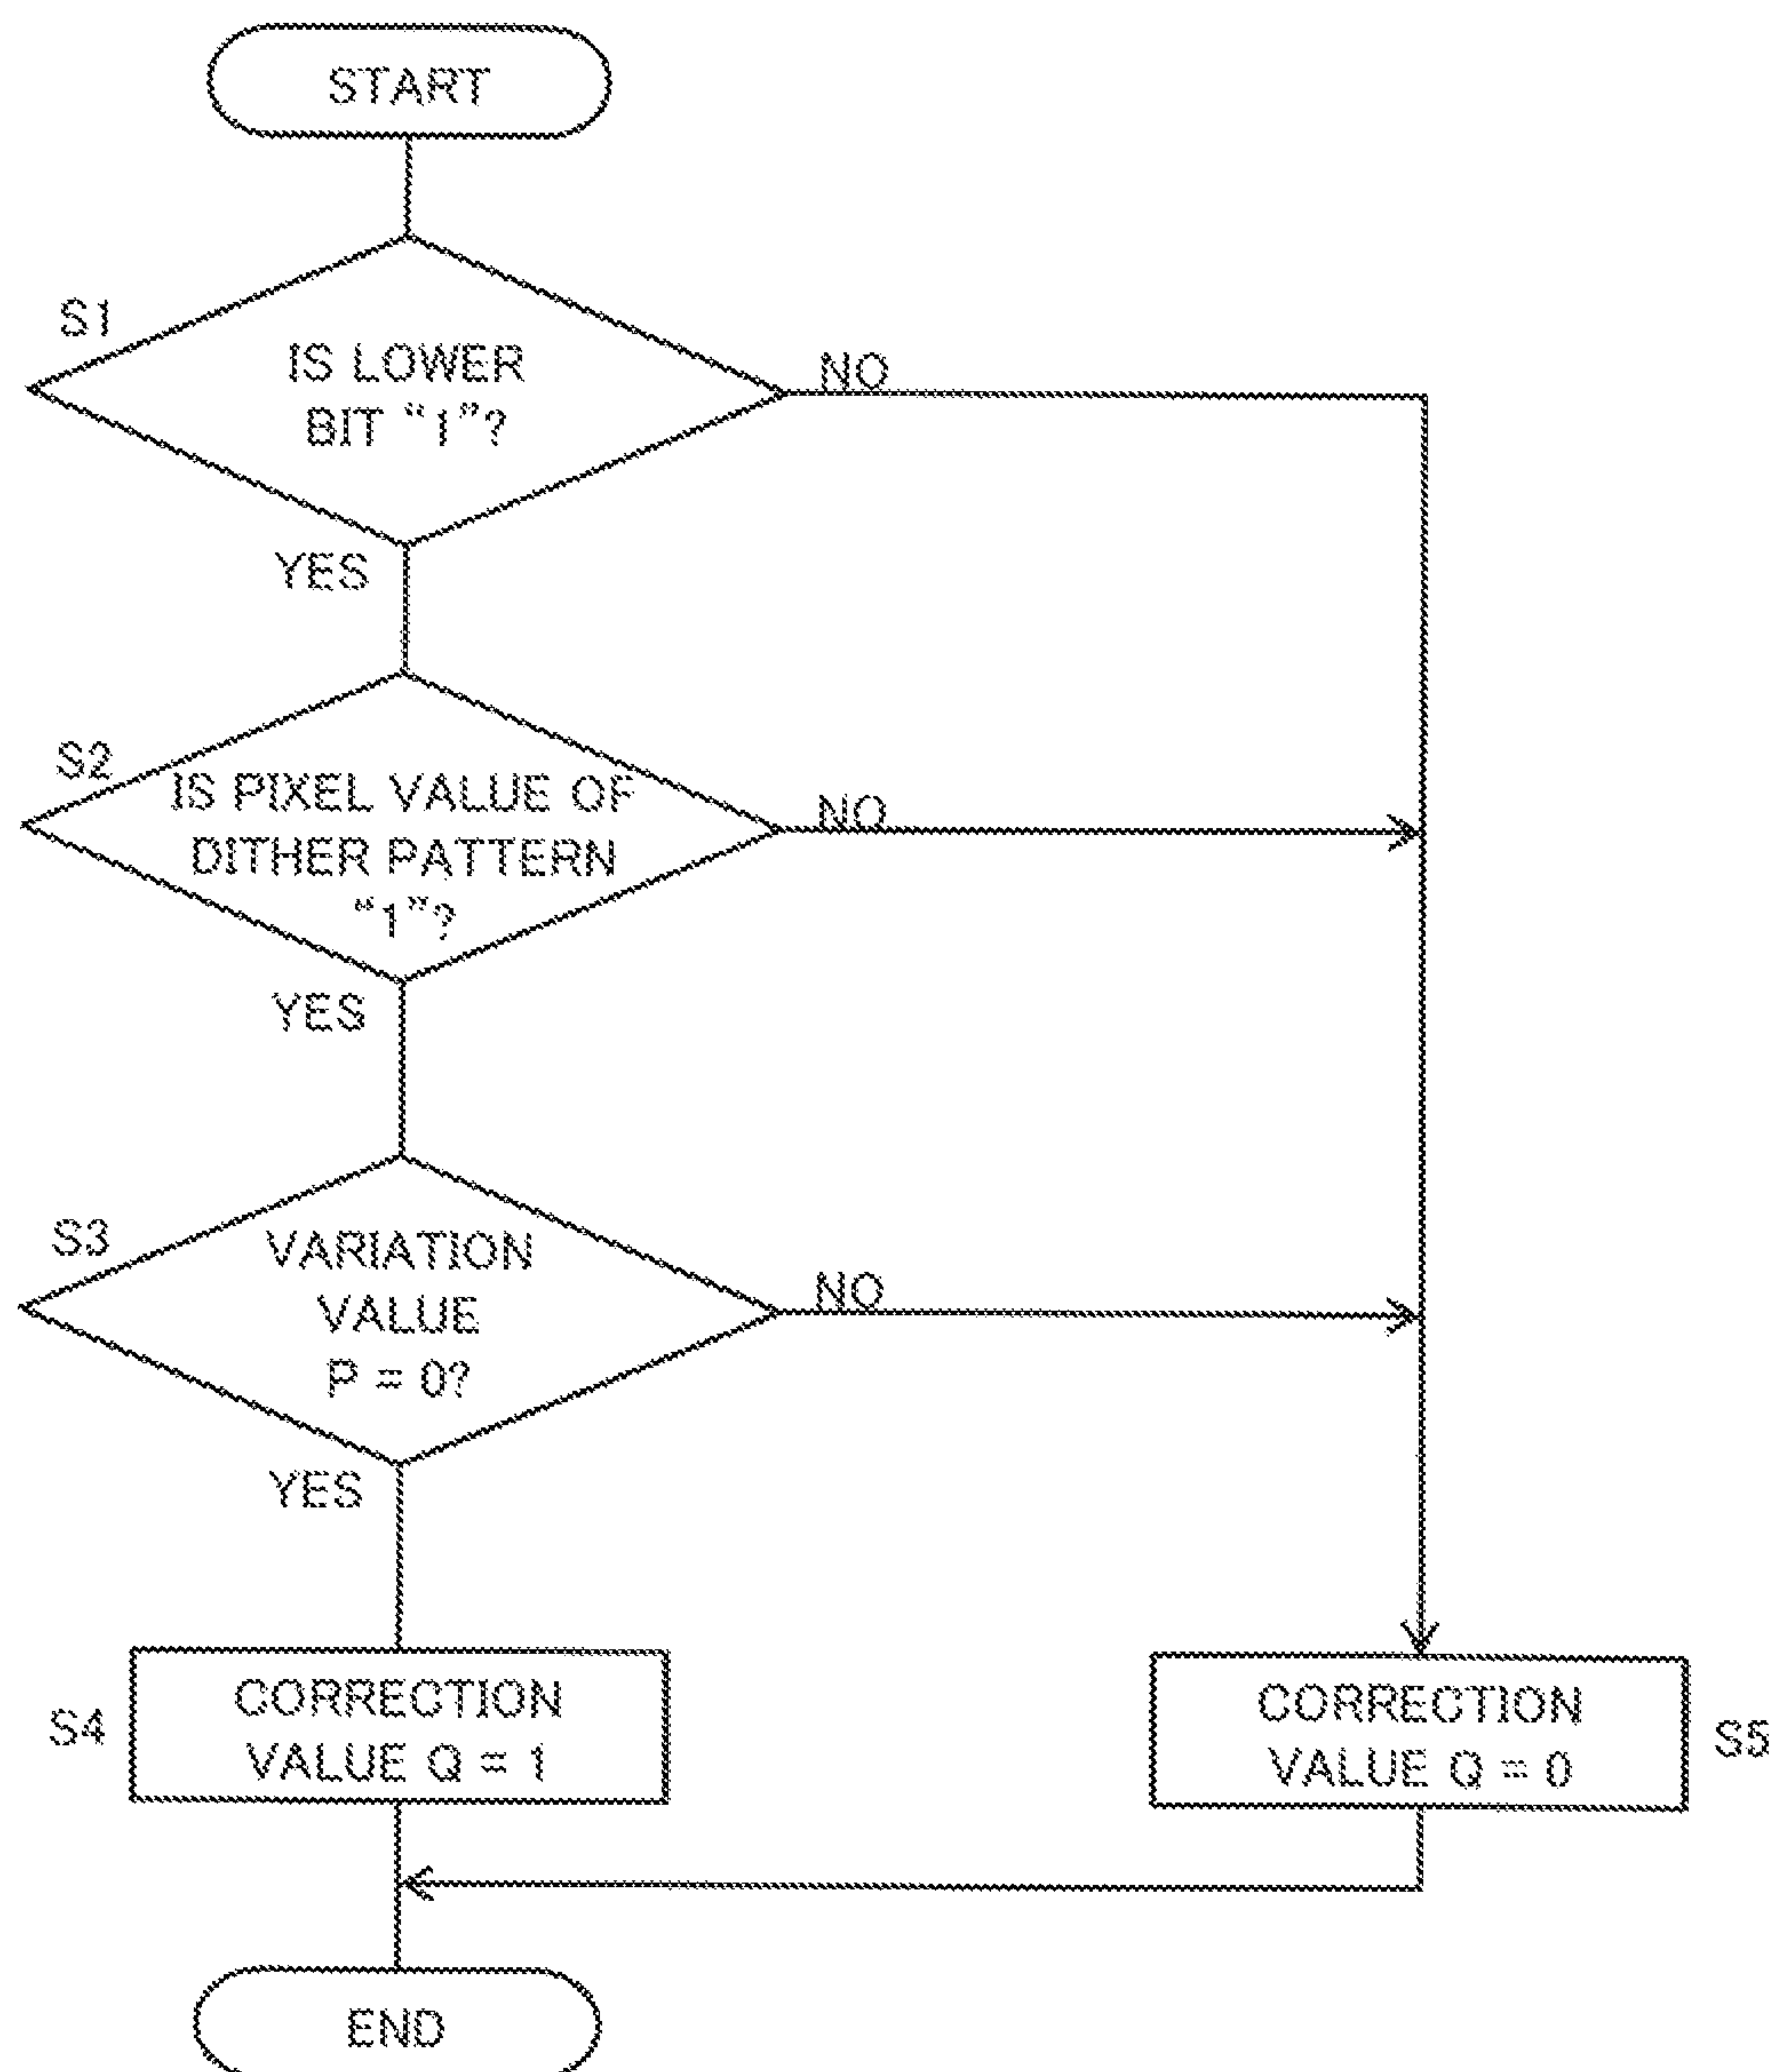 START
S1
IS LOWER
BIT “1”?
NO
YES
S2
IS PIXEL VALUE OF
DITHER PATTERN
“1”?
NO
YES
S3
VARIATION
VALUE
P = 0?
NO
YES
S4
CORRECTION
VALUE Q = 1
CORRECTION
VALUE Q = 0
S5
END